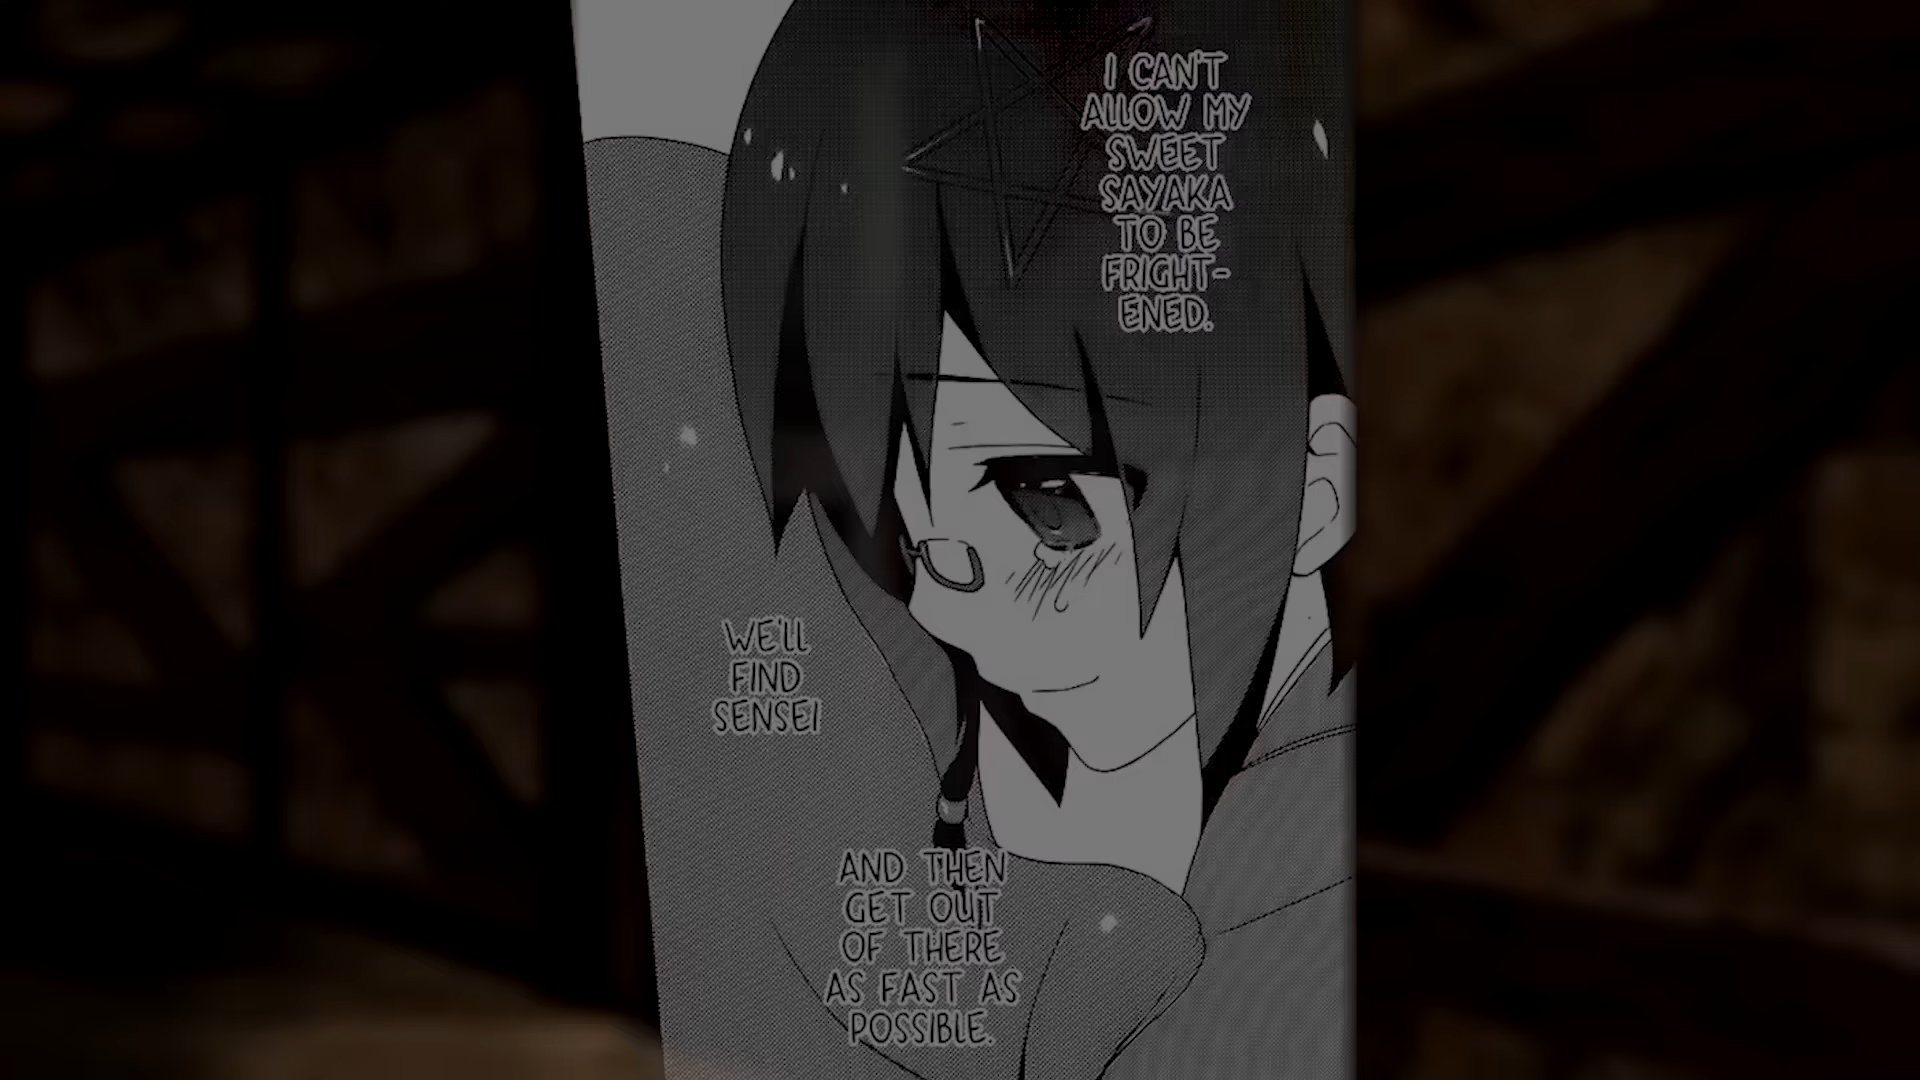 I CAN'T
ALLOW MY
SWEET
SAYAKA
TO BE
FRIGHT-
ENED.
WE'LL
FIND
SENSEI
AND THEN
GET OUT
OF THERE
AS FAST AS
POSSIBLE.